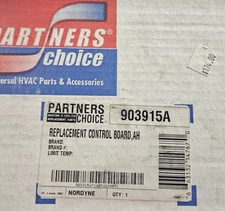 PARTNERS
choice
ersal HVAC Parts & Accessories
PARTNERS
CHOICE
903915A
REPLACEMENT CONTROL BOARD,AH
BRAND:
BRAND #:
LIMIT TEMP:
NORDYNE
QTY: 1